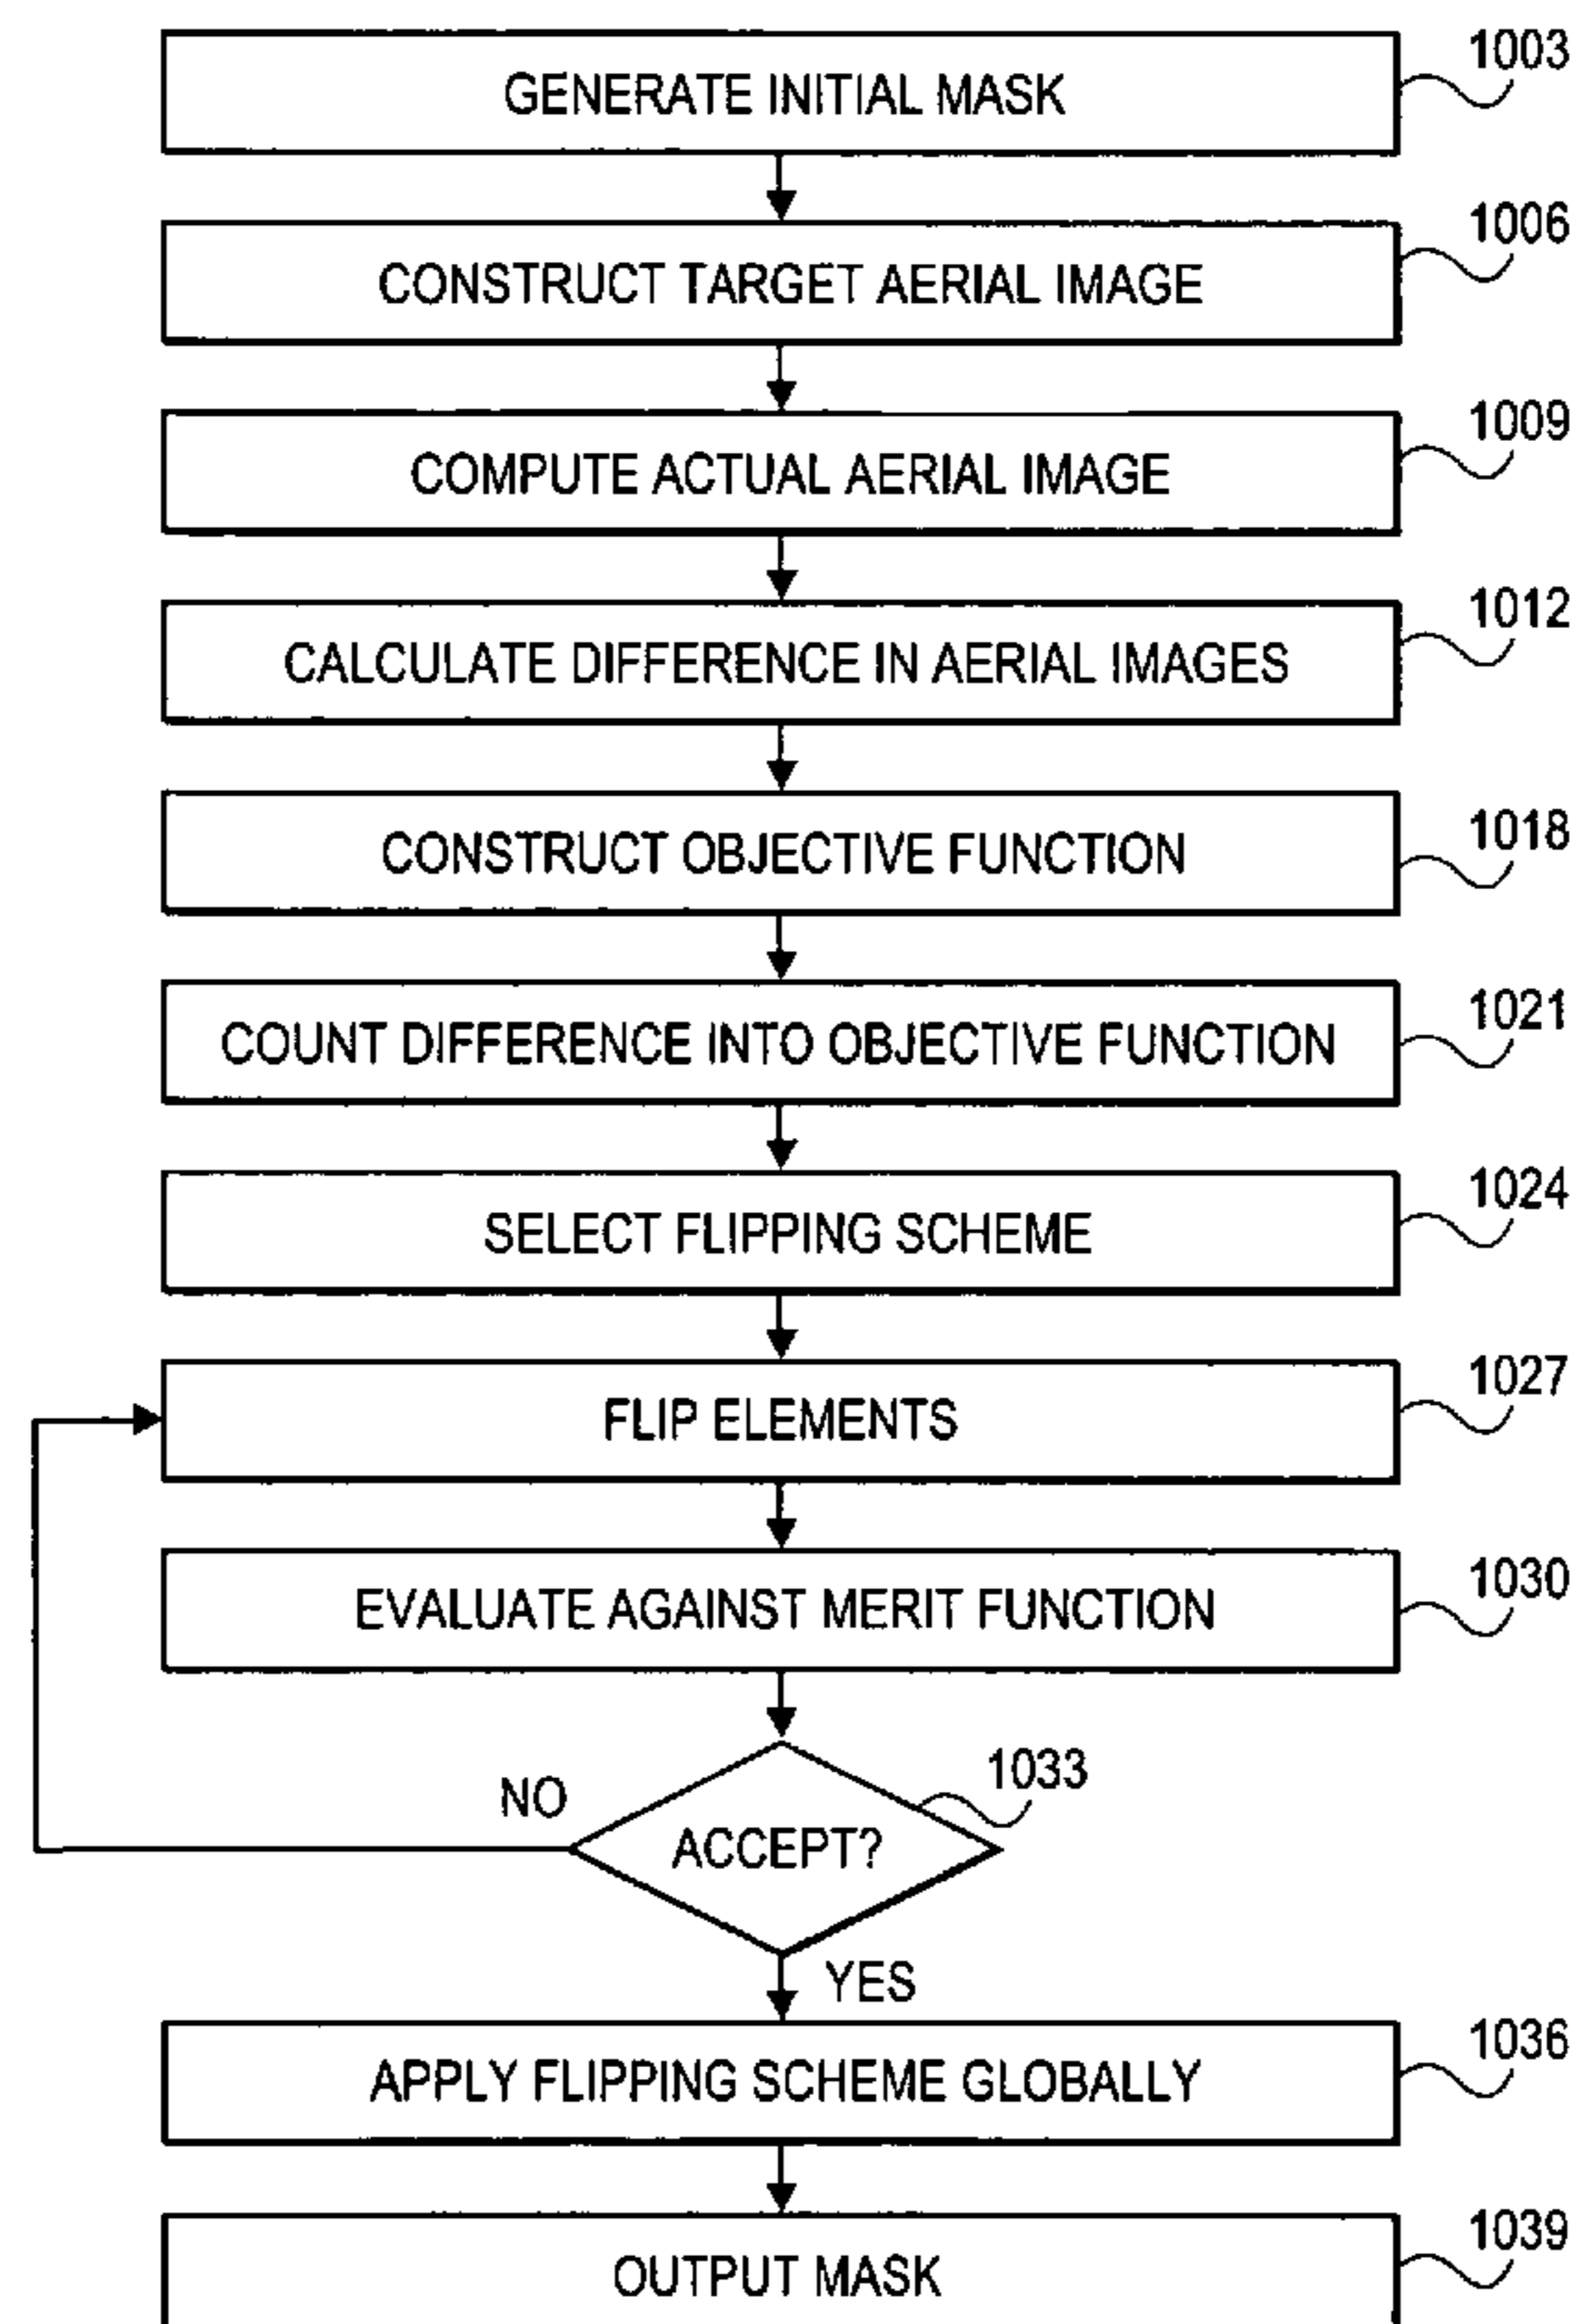 1003
GENERATE INITIAL MASK
1006
CONSTRUCT TARGET AERIAL IMAGE
1009
COMPUTE ACTUAL AERIAL IMAGE
1012
CALCULATE DIFFERENCE IN AERIAL IMAGES
1018
CONSTRUCT OBJECTIVE FUNCTION
1021
COUNT DIFFERENCE INTO OBJECTIVE FUNCTION
1024
SELECT FLIPPING SCHEME
1027
FLIP ELEMENTS
1030
EVALUATE AGAINST MERIT FUNCTION
1033
NO
ACCEPT?
YES
1036
APPLY FLIPPING SCHEME GLOBALLY
1039
OUTPUT MASK